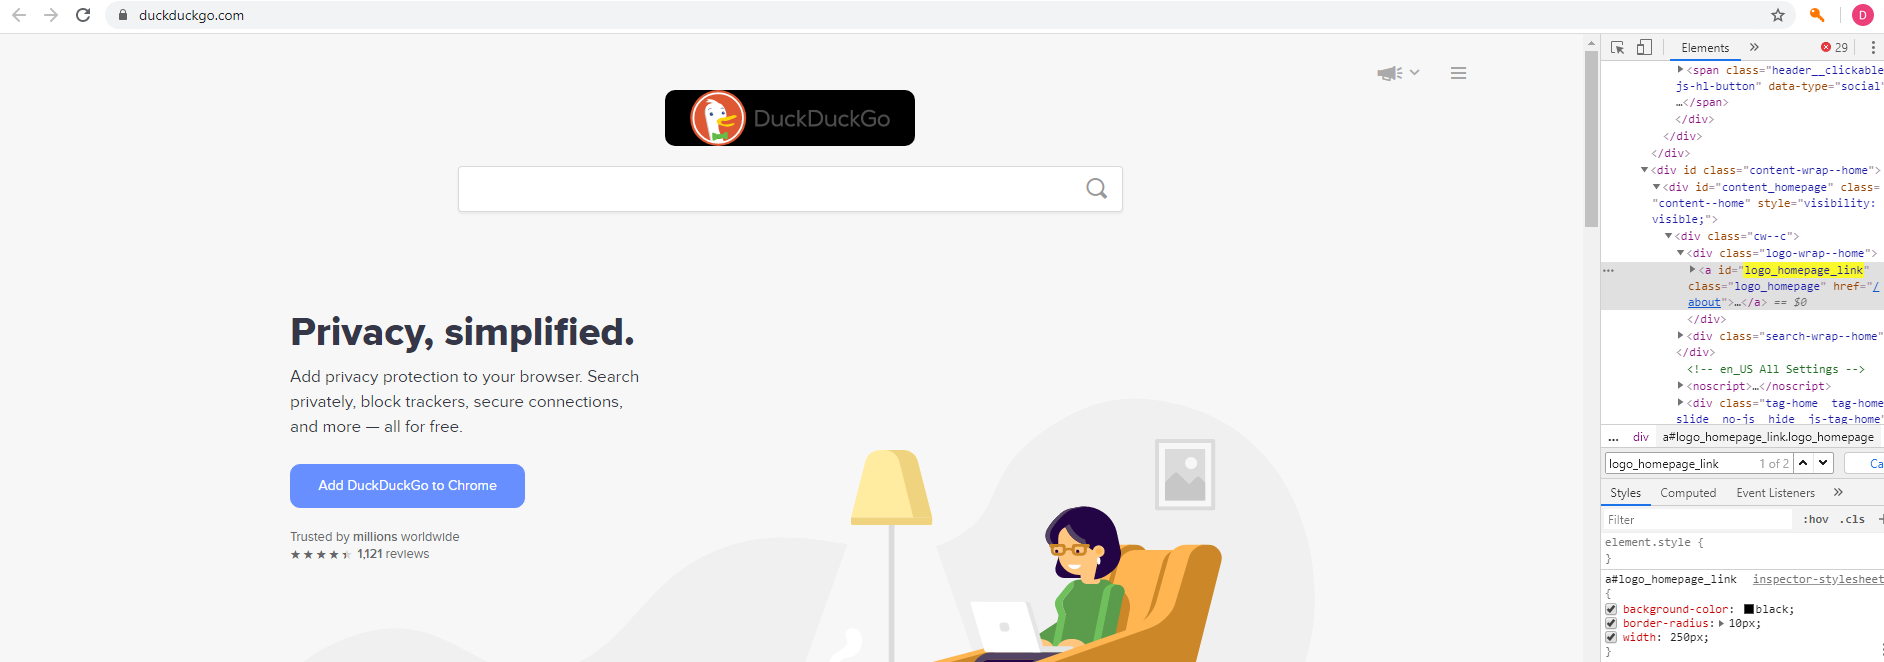 duckduckgo.com
D
DuckDuckGo
Privacy, simplified.
Add privacy protection to your browser. Search
privately, block trackers, secure connections,
and more — all for free.
Add DuckDuckGo to Chrome
Trusted by millions worldwide
★★★★ 1,121 reviews
Elements » 29
<span class="header__clickable
js-hl-button" data-type="social"
…</span>
</div>
</div>
</div>
<div id class="content-wrap--home">
<div id="content_homepage" class=
"content--home" style="visibility:
visible;">
<div class="cw--c">
<div class="logo-wrap--home">
<a id="logo_homepage_link"
class="logo_homepage" href="/
about">…</a> == $0
</div>
<div class="search-wrap--home"
</div>
<!-- en_US All Settings -->
<noscript>…</noscript>
<div class="tag-home tag-home
slide no-js hide js-tag-home"
... div a#logo_homepage_link.logo_homepage
logo_homepage_link 1 of 2 Ca
Styles Computed Event Listeners »
Filter :hov .cls +
element.style {
}
a#logo_homepage_link inspector-stylesheet
{
background-color: black;
border-radius: 10px;
width: 250px;
}